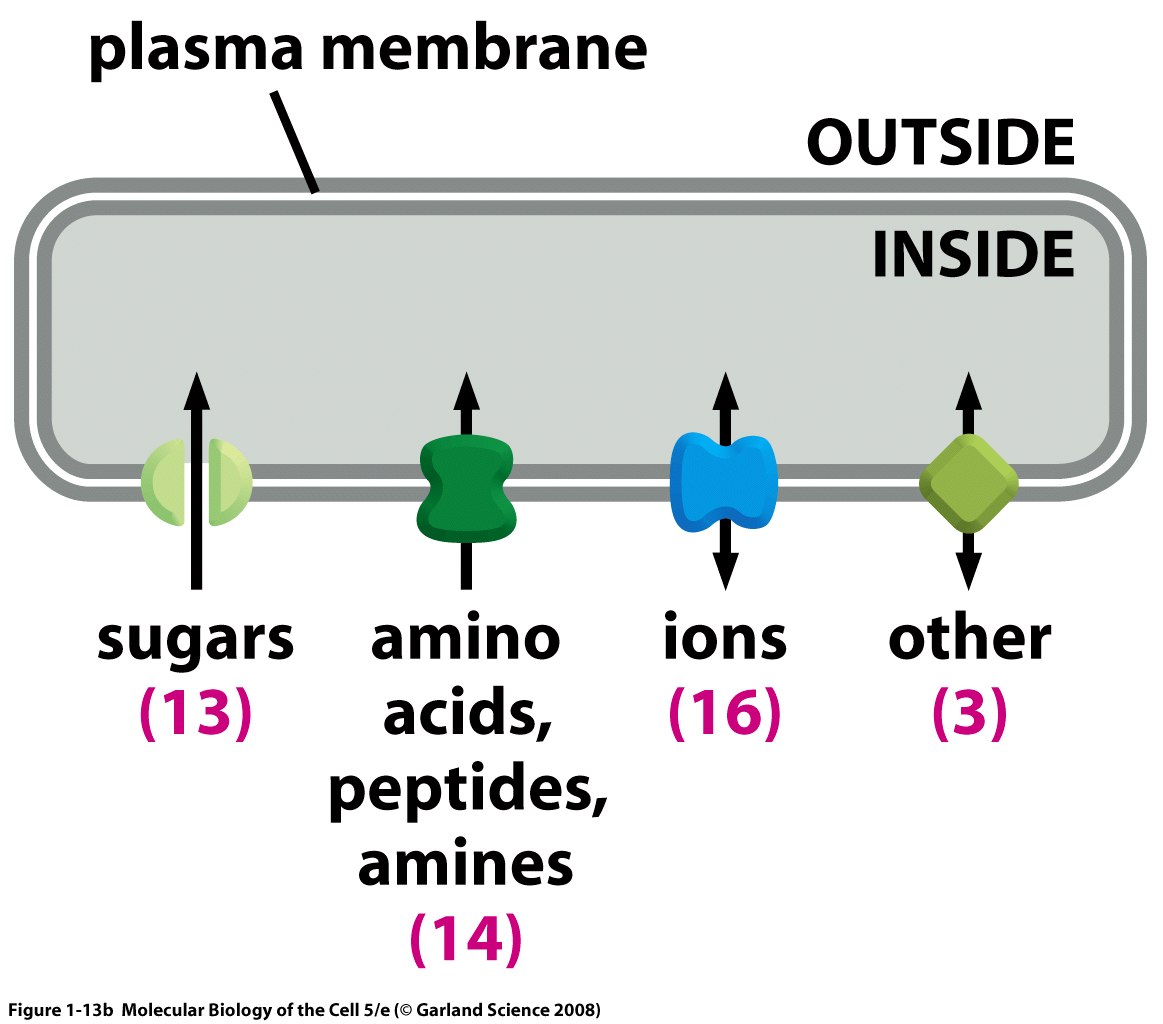 plasma membrane
OUTSIDE
INSIDE
sugars
(13)
amino
acids,
peptides,
amines
(14)
ions
(16)
other
(3)
Figure 1-13b Molecular Biology of the Cell 5/e (© Garland Science 2008)